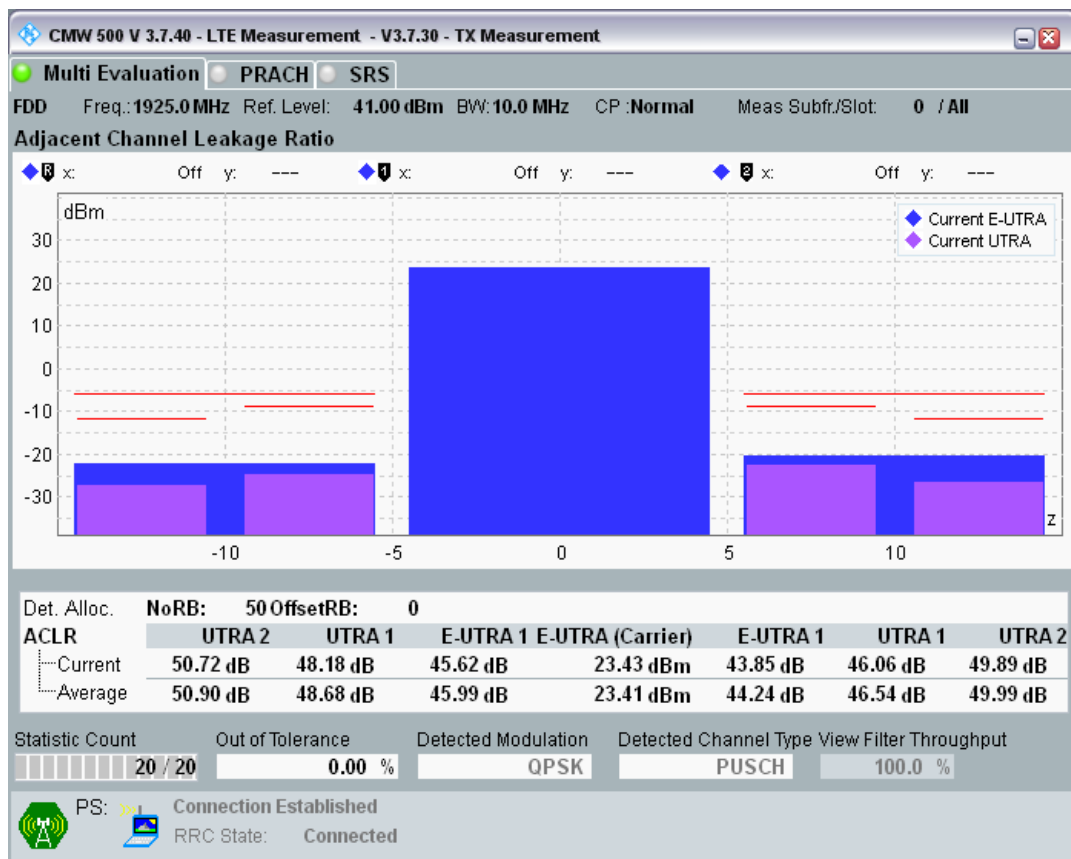 CMW 500 V 3.7.40 - LTE Measurement - V3.7.30 - TX Measurement
Multi Evaluation PRACH SRS
FDD Freq.: 1925.0 MHz Ref. Level: 41.00 dBm BW: 10.0 MHz CP :Normal Meas Subfr./Slot: 0 / All
Adjacent Channel Leakage Ratio
R x: Off y: --- 1 x: Off y: --- 2 x: Off y: ---
dBm
Current E-UTRA
Current UTRA
30
20
10
0
-10
-20
-30
z
-10 -5 0 5 10
Det. Alloc. NoRB: 50 OffsetRB: 0
ACLR UTRA 2 UTRA 1 E-UTRA 1 E-UTRA (Carrier) E-UTRA 1 UTRA 1 UTRA 2
Current 50.72 dB 48.18 dB 45.62 dB 23.43 dBm 43.85 dB 46.06 dB 49.89 dB
Average 50.90 dB 48.68 dB 45.99 dB 23.41 dBm 44.24 dB 46.54 dB 49.99 dB
Statistic Count Out of Tolerance Detected Modulation Detected Channel Type View Filter Throughput
20 / 20 0.00 % QPSK PUSCH 100.0 %
PS: Connection Established
RRC State: Connected